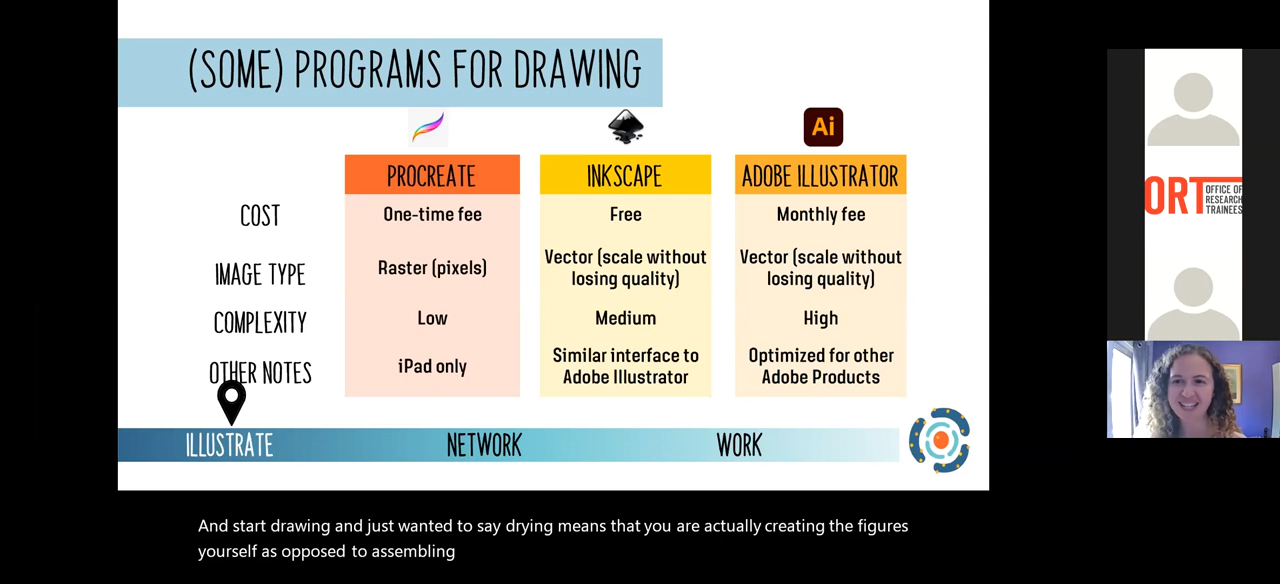 (SOME) PROGRAMS FOR DRAWING
Ai
PROCREATE INKSCAPE ADOBE ILLUSTRATOR
COST One-time fee Free Monthly fee
IMAGE TYPE Raster (pixels) Vector (scale without losing quality) Vector (scale without losing quality)
COMPLEXITY Low Medium High
OTHER NOTES iPad only Similar interface to Adobe Illustrator Optimized for other Adobe Products
ILLUSTRATE NETWORK WORK
ORT OFFICE OF
RESEARCH
TRAINEES
And start drawing and just wanted to say drying means that you are actually creating the figures
yourself as opposed to assembling